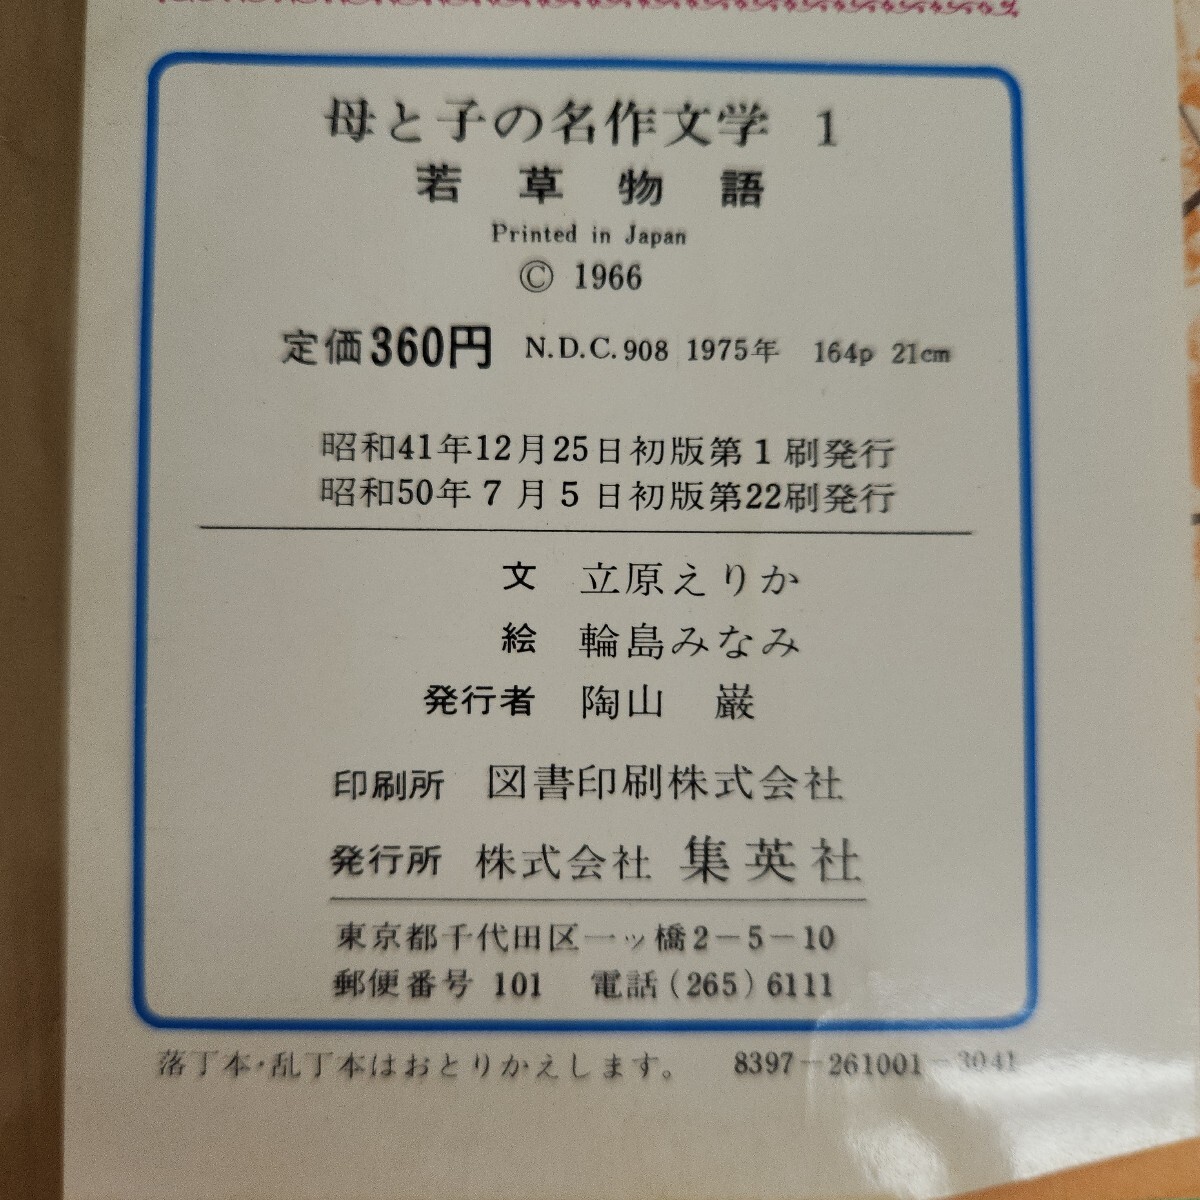 母と子の名作文学 1
若草物語
Printed in Japan
© 1966
定価360円 N.D.C.908 1975年 164p 21cm
昭和41年12月25日初版第1刷発行
昭和50年7月5日初版第22刷発行
文 立原えりか
絵 輪島みなみ
発行者 陶山 巌
印刷所 図書印刷株式会社
発行所 株式会社 集英社
東京都千代田区一ッ橋2-5-10
郵便番号 101 電話(265)6111
落丁本・乱丁本はおとりかえします。 8397-261001-3041